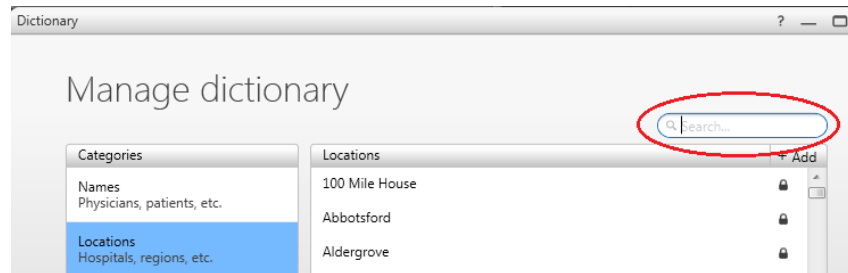 Dictionary ?
Manage dictionary
Search...
Categories
Names
Physicians, patients, etc.
Locations
Hospitals, regions, etc.
Locations + Add
100 Mile House
Abbotsford
Aldergrove